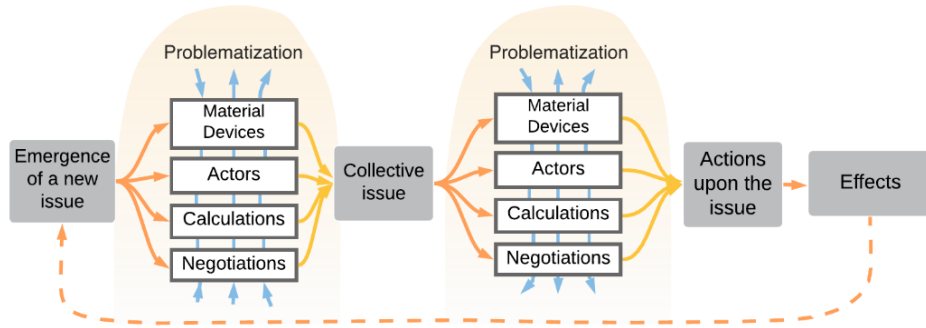 Problematization
Material
Devices
Actors
Calculations
Negotiations
Emergence
of a new
issue
Collective
issue
Problematization
Material
Devices
Actors
Calculations
Negotiations
Actions
upon the
issue
Effects